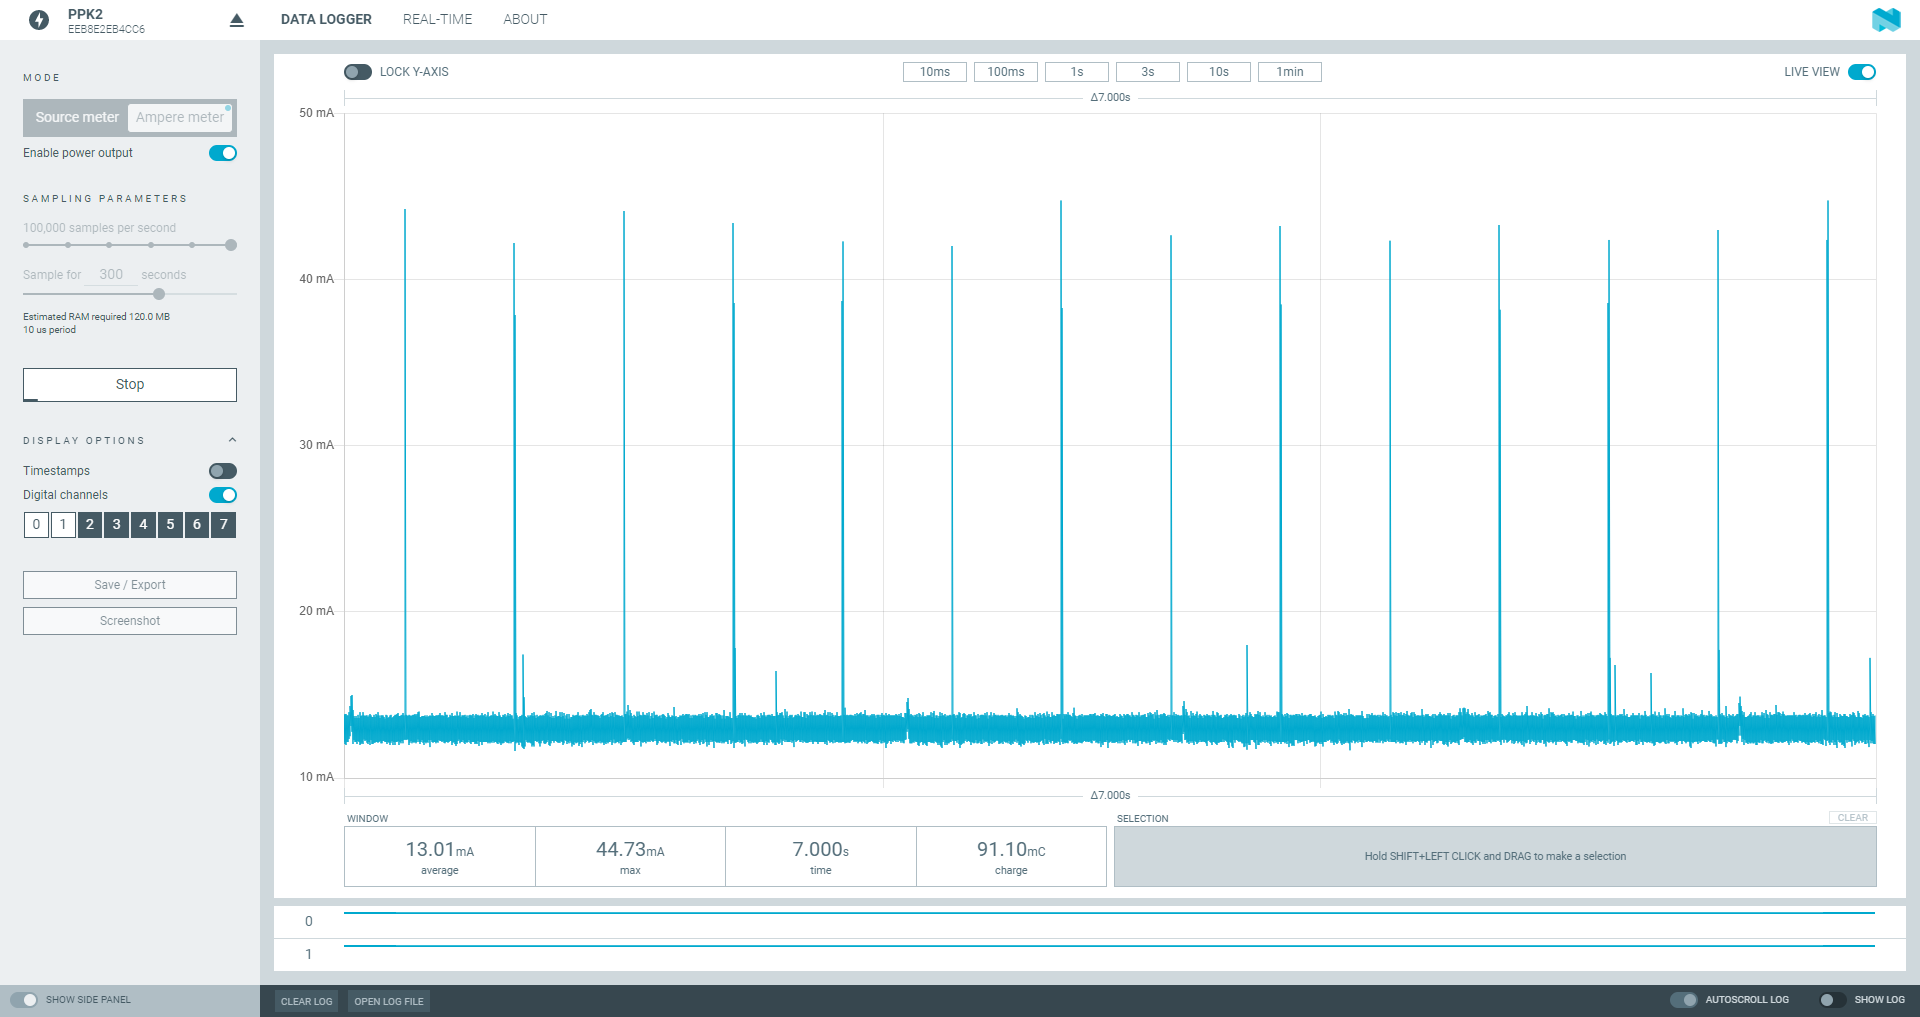 PPK2
EEB8E2EB4CC6
DATA LOGGER
REAL-TIME
ABOUT
MODE
Source meter
Ampere meter
Enable power output
SAMPLING PARAMETERS
100,000 samples per second
Sample for 300 seconds
Estimated RAM required 120.0 MB
10 us period
Stop
DISPLAY OPTIONS
Timestamps
Digital channels
0 1 2 3 4 5 6 7
Save / Export
Screenshot
SHOW SIDE PANEL
LOCK Y-AXIS
10ms
100ms
1s
3s
10s
1min
LIVE VIEW
Δ7.000s
50 mA
40 mA
30 mA
20 mA
10 mA
Δ7.000s
WINDOW
13.01mA
average
44.73mA
max
7.000s
time
91.10mC
charge
SELECTION
CLEAR
Hold SHIFT+LEFT CLICK and DRAG to make a selection
0
1
CLEAR LOG
OPEN LOG FILE
AUTOSCROLL LOG
SHOW LOG